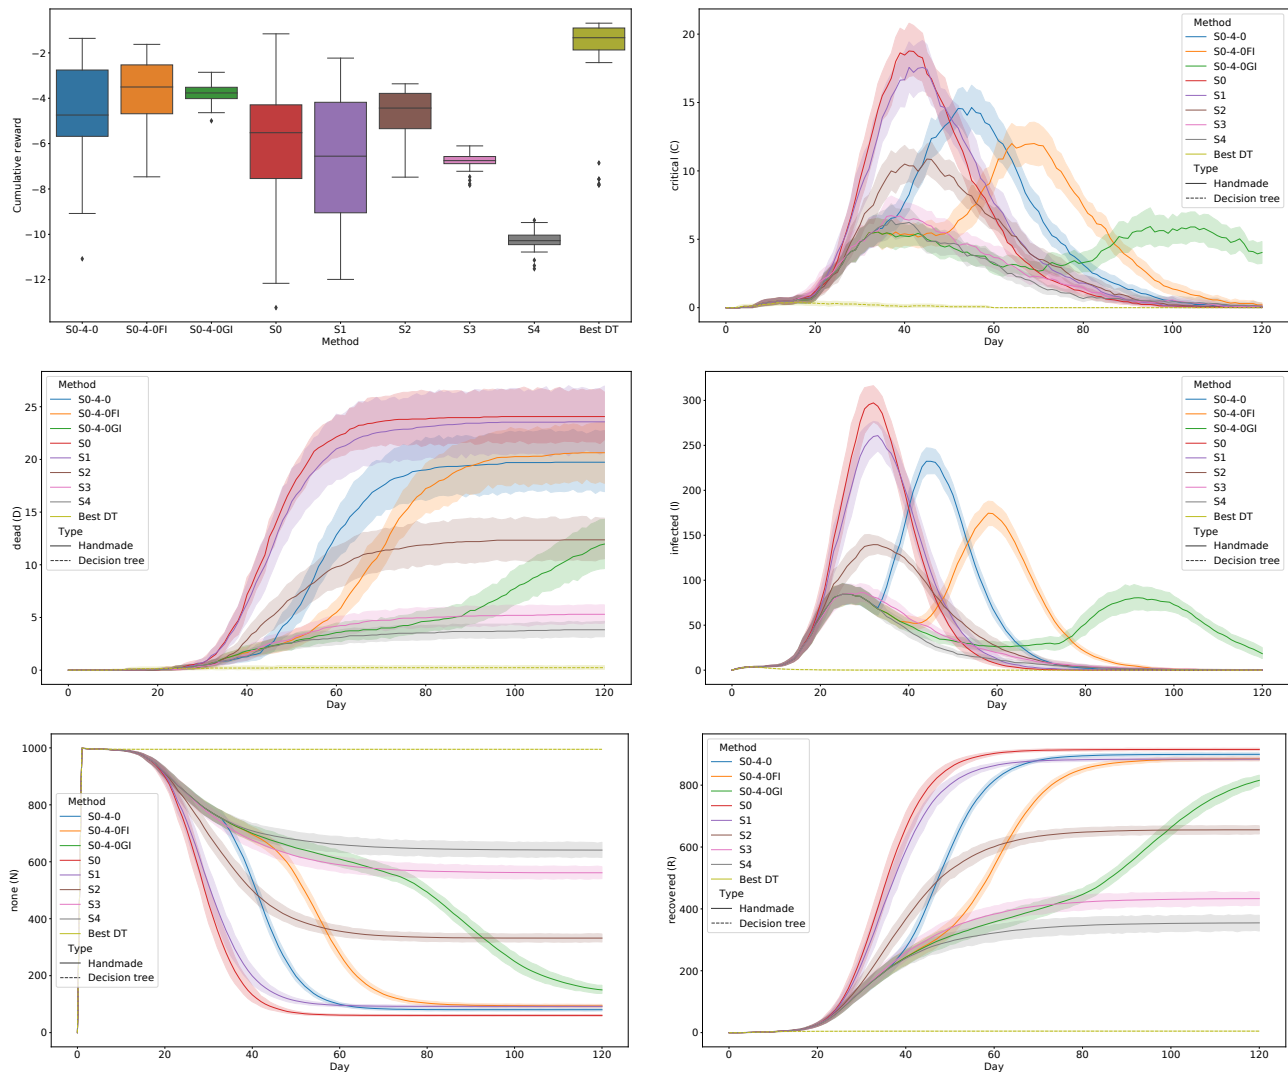 −2
−4
−6
−8
−10
−12
Cumulative reward
S0-4-0
S0-4-0FI
S0-4-0GI
S0
S1
S2
S3
S4
Best DT
Method
20
15
10
5
0
critical (C)
0
20
40
60
80
100
120
Day
Method
S0-4-0
S0-4-0FI
S0-4-0GI
S0
S1
S2
S3
S4
Best DT
Type
Handmade
Decision tree
25
20
15
10
5
0
dead (D)
0
20
40
60
80
100
120
Day
Method
S0-4-0
S0-4-0FI
S0-4-0GI
S0
S1
S2
S3
S4
Best DT
Type
Handmade
Decision tree
300
250
200
150
100
50
0
infected (I)
0
20
40
60
80
100
120
Day
Method
S0-4-0
S0-4-0FI
S0-4-0GI
S0
S1
S2
S3
S4
Best DT
Type
Handmade
Decision tree
1000
800
600
400
200
0
none (N)
0
20
40
60
80
100
120
Day
Method
S0-4-0
S0-4-0FI
S0-4-0GI
S0
S1
S2
S3
S4
Best DT
Type
Handmade
Decision tree
800
600
400
200
0
recovered (R)
0
20
40
60
80
100
120
Day
Method
S0-4-0
S0-4-0FI
S0-4-0GI
S0
S1
S2
S3
S4
Best DT
Type
Handmade
Decision tree